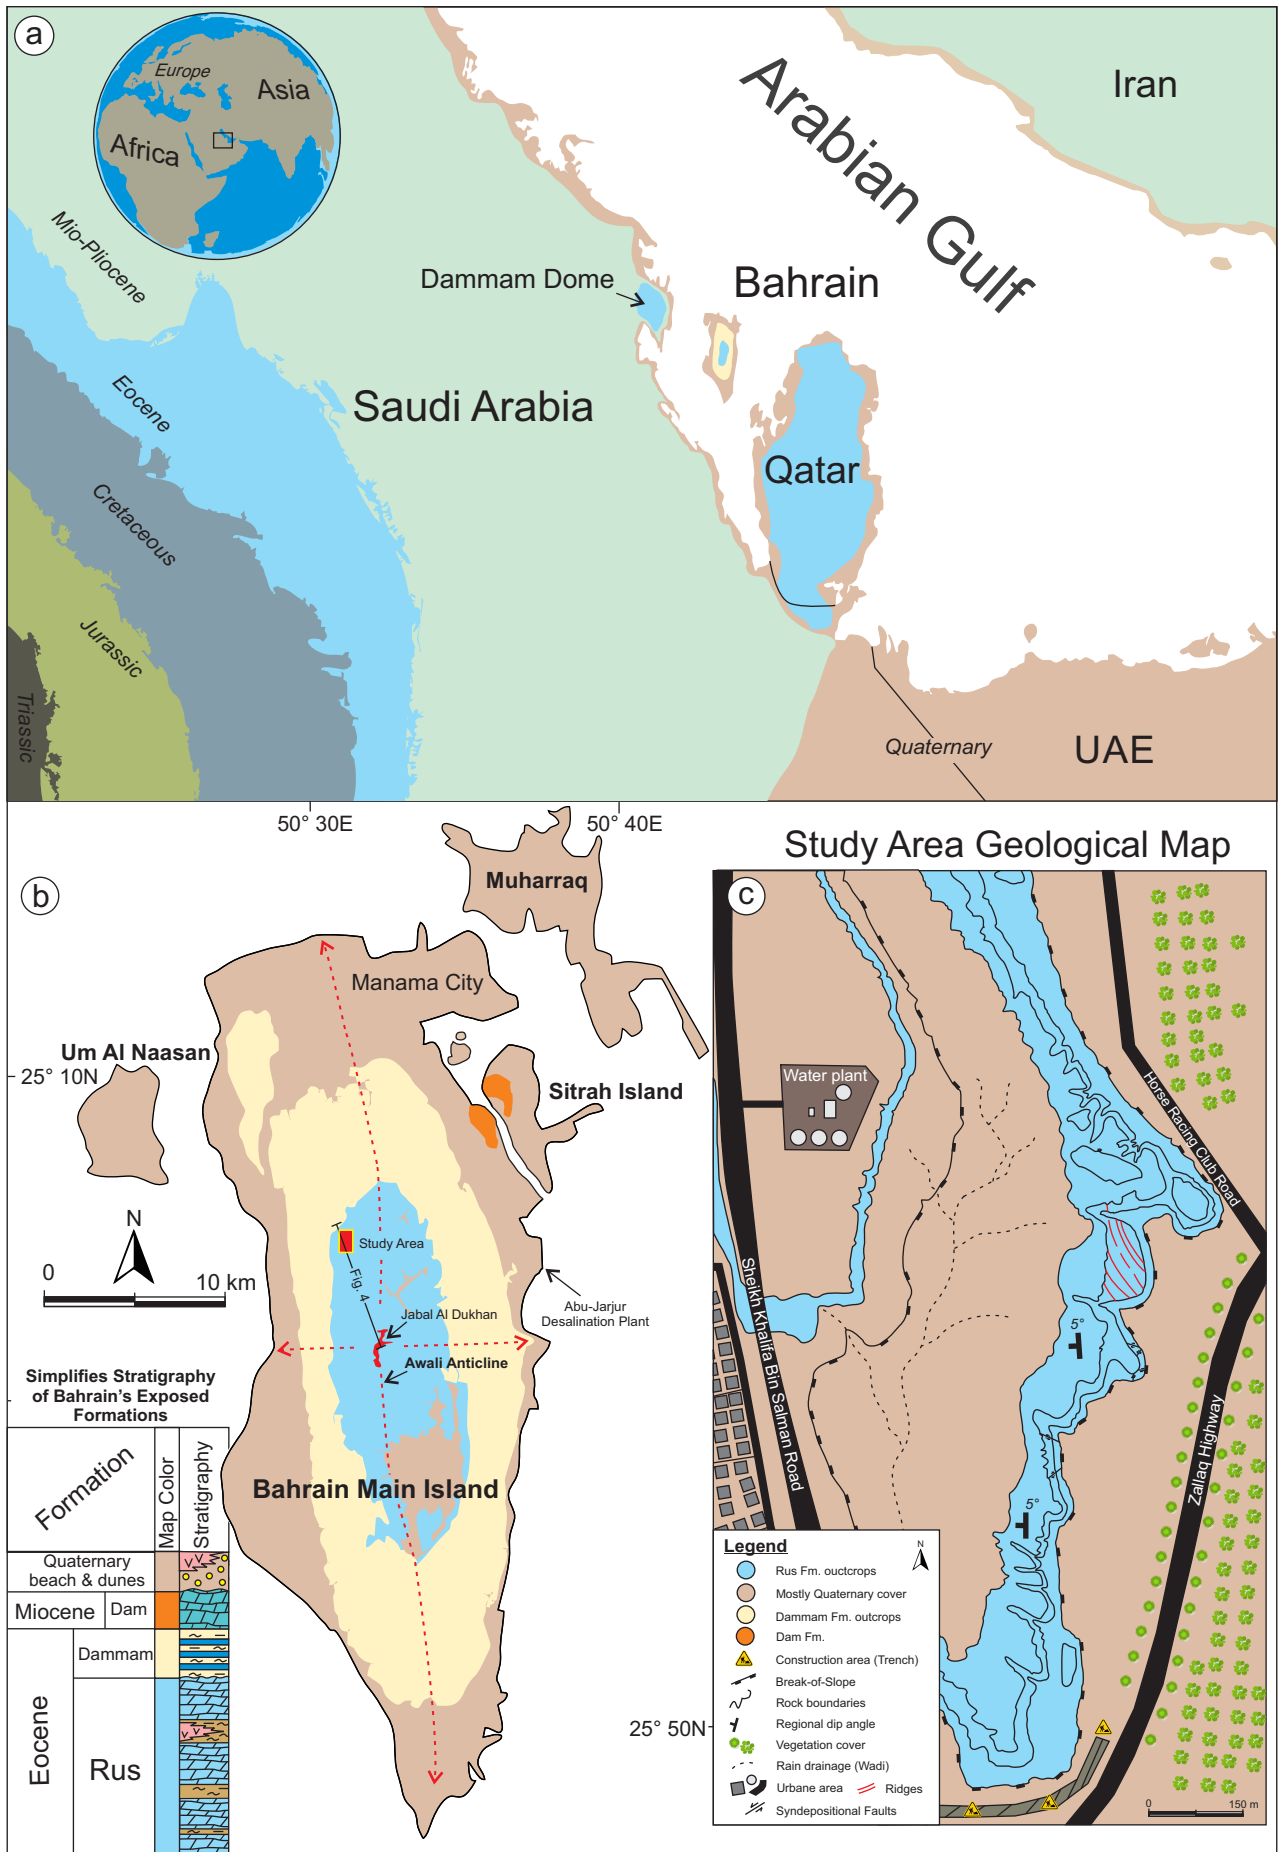 a
Europe
Asia
Africa
Arabian Gulf
Iran
Mio-Pliocene
Dammam Dome
Bahrain
Eocene
Saudi Arabia
Qatar
Cretaceous
Jurassic
Triassic
Quaternary
UAE
50° 30E
50° 40E
b
Muharraq
Manama City
Um Al Naasan
25° 10N
Sitrah Island
N
0
10 km
Study Area
Fig. 4
Jabal Al Dukhan
Abu-Jarjur
Desalination Plant
Awali Anticline
Bahrain Main Island
25° 50N
Simplifies Stratigraphy
of Bahrain's Exposed
Formations
Formation
Map Color
Stratigraphy
Quaternary
beach & dunes
Miocene
Dam
Eocene
Dammam
Rus
Study Area Geological Map
c
Water plant
Horse Racing Club Road
Sheikh Khalifa Bin Salman Road
5°
5°
Zallaq Highway
Legend
N
Rus Fm. ouctcrops
Mostly Quaternary cover
Dammam Fm. outcrops
Dam Fm.
Construction area (Trench)
Break-of-Slope
Rock boundaries
Regional dip angle
Vegetation cover
Rain drainage (Wadi)
Urbane area
Ridges
Syndepositional Faults
0
150 m